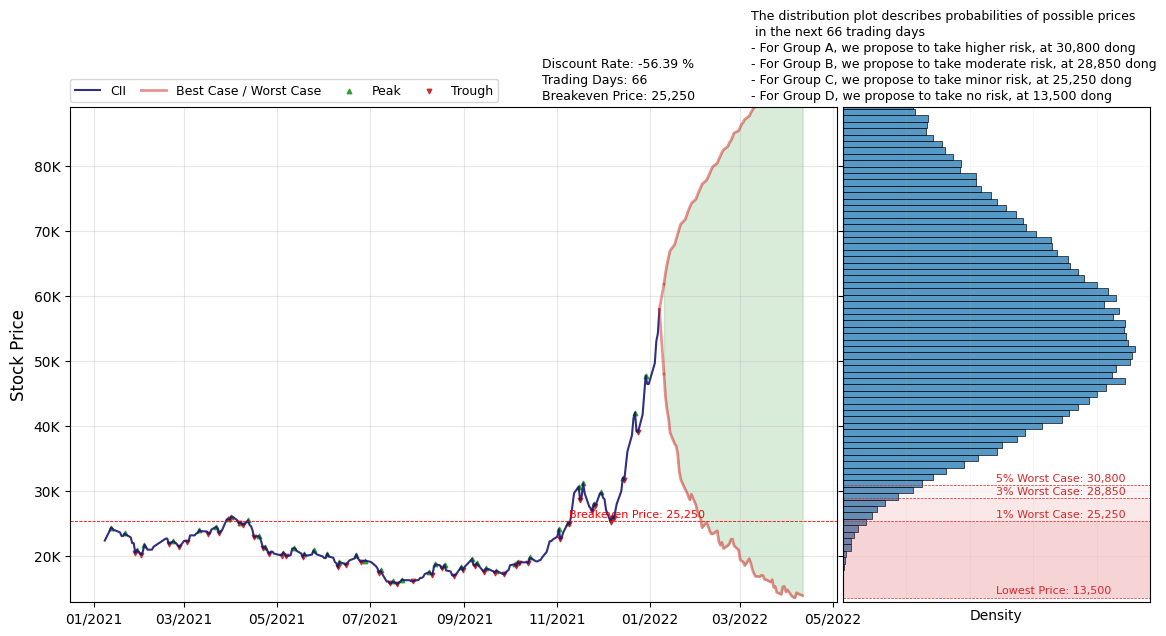 The distribution plot describes probabilities of possible prices
in the next 66 trading days
- For Group A, we propose to take higher risk, at 30,800 dong
- For Group B, we propose to take moderate risk, at 28,850 dong
- For Group C, we propose to take minor risk, at 25,250 dong
- For Group D, we propose to take no risk, at 13,500 dong
Discount Rate: -56.39 %
Trading Days: 66
Breakeven Price: 25,250
CII
Best Case / Worst Case
Peak
Trough
Stock Price
80K
70K
60K
50K
40K
30K
20K
Breakeven Price: 25,250
5% Worst Case: 30,800
3% Worst Case: 28,850
1% Worst Case: 25,250
Lowest Price: 13,500
01/2021
03/2021
05/2021
07/2021
09/2021
11/2021
01/2022
03/2022
05/2022
Density